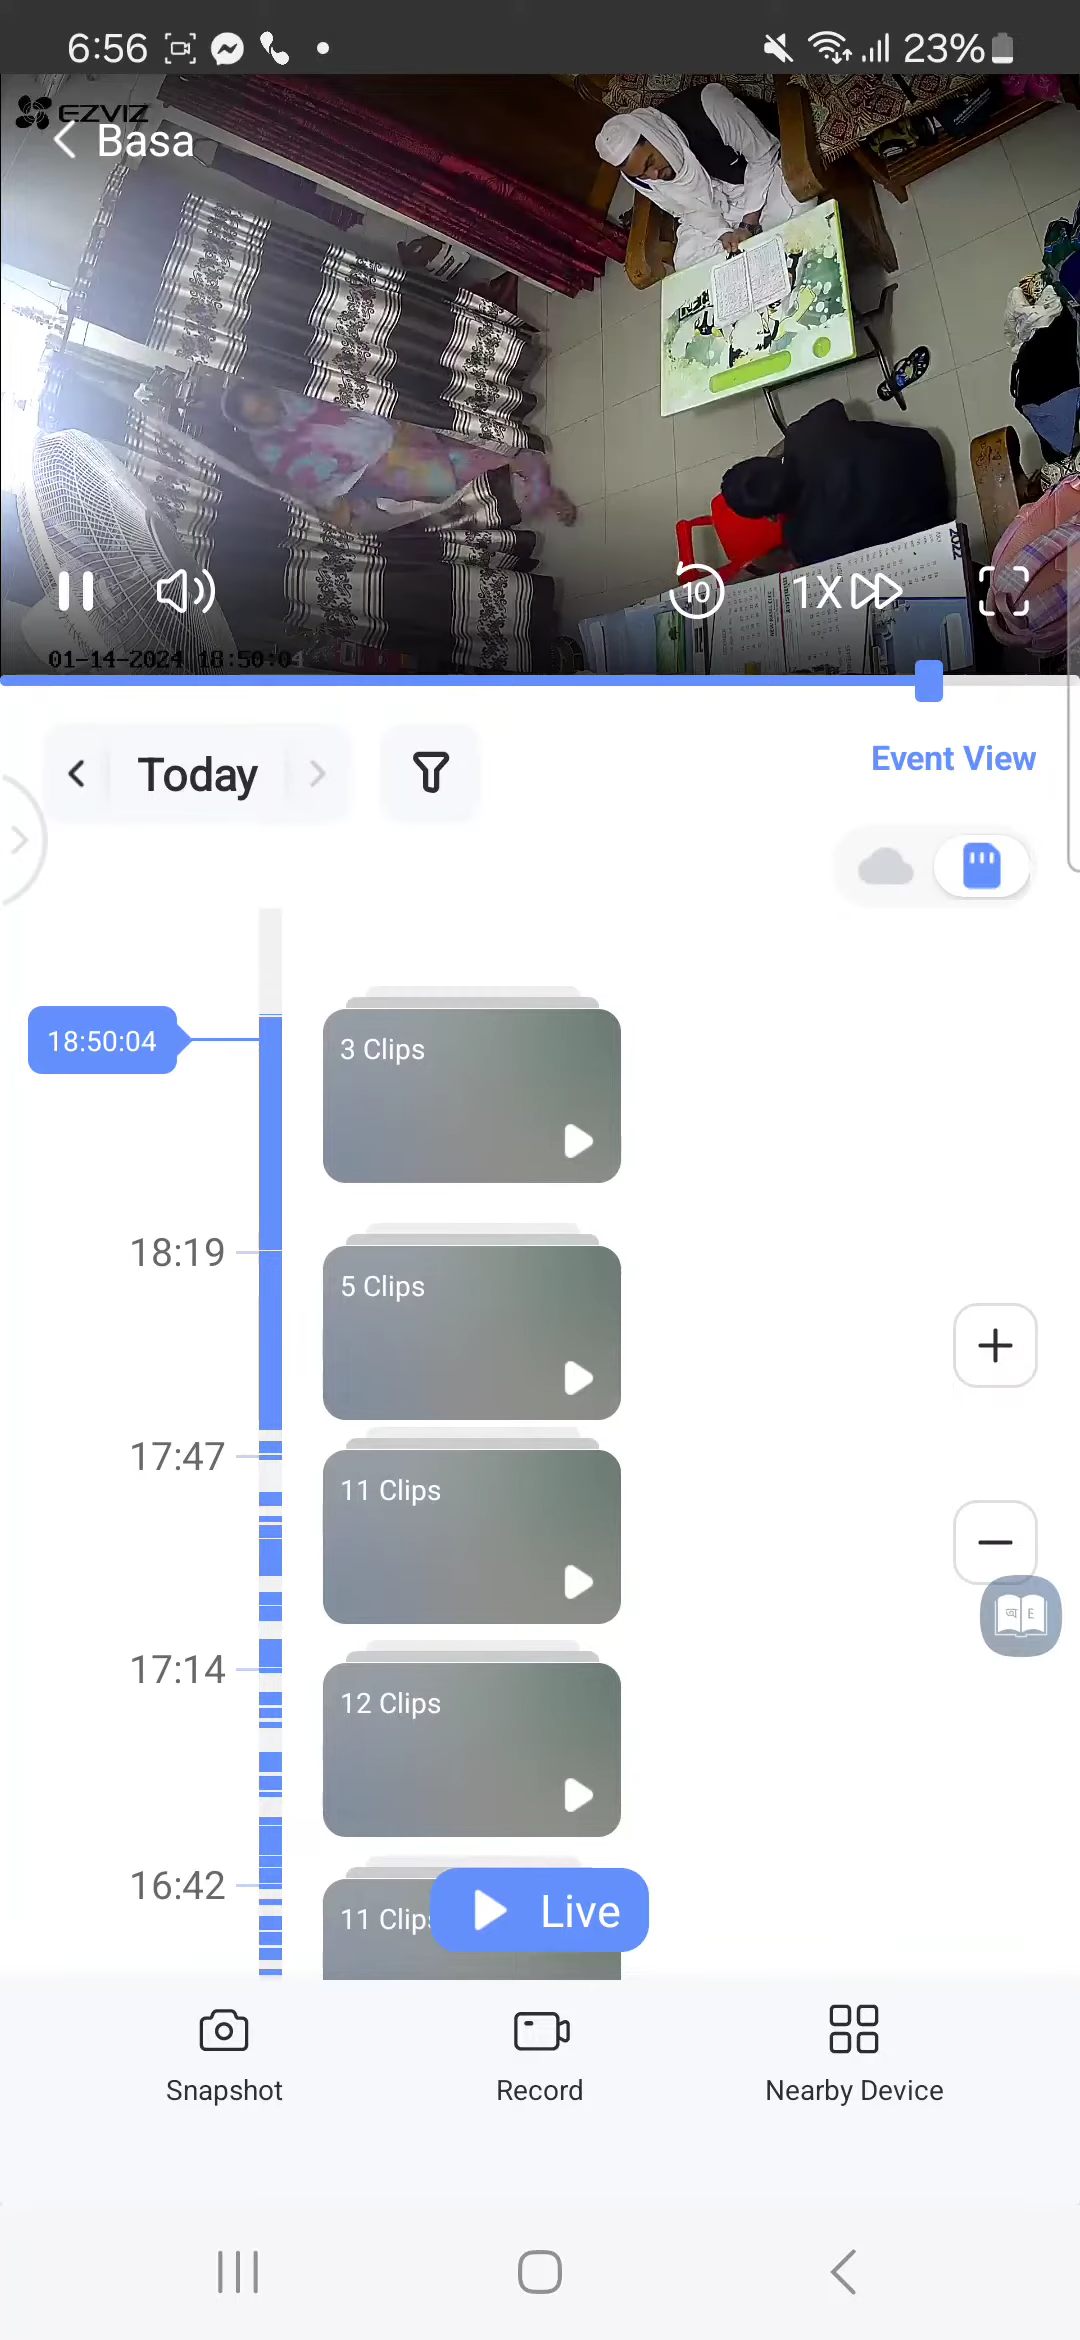 6:56
23%
EZVIZ
Basa
2022
10
1X
01-14-2024 18:50:04
Today
Event View
18:50:04
3 Clips
18:19
5 Clips
17:47
11 Clips
17:14
12 Clips
অ E
16:42
11 Clips
Live
Snapshot
Record
Nearby Device